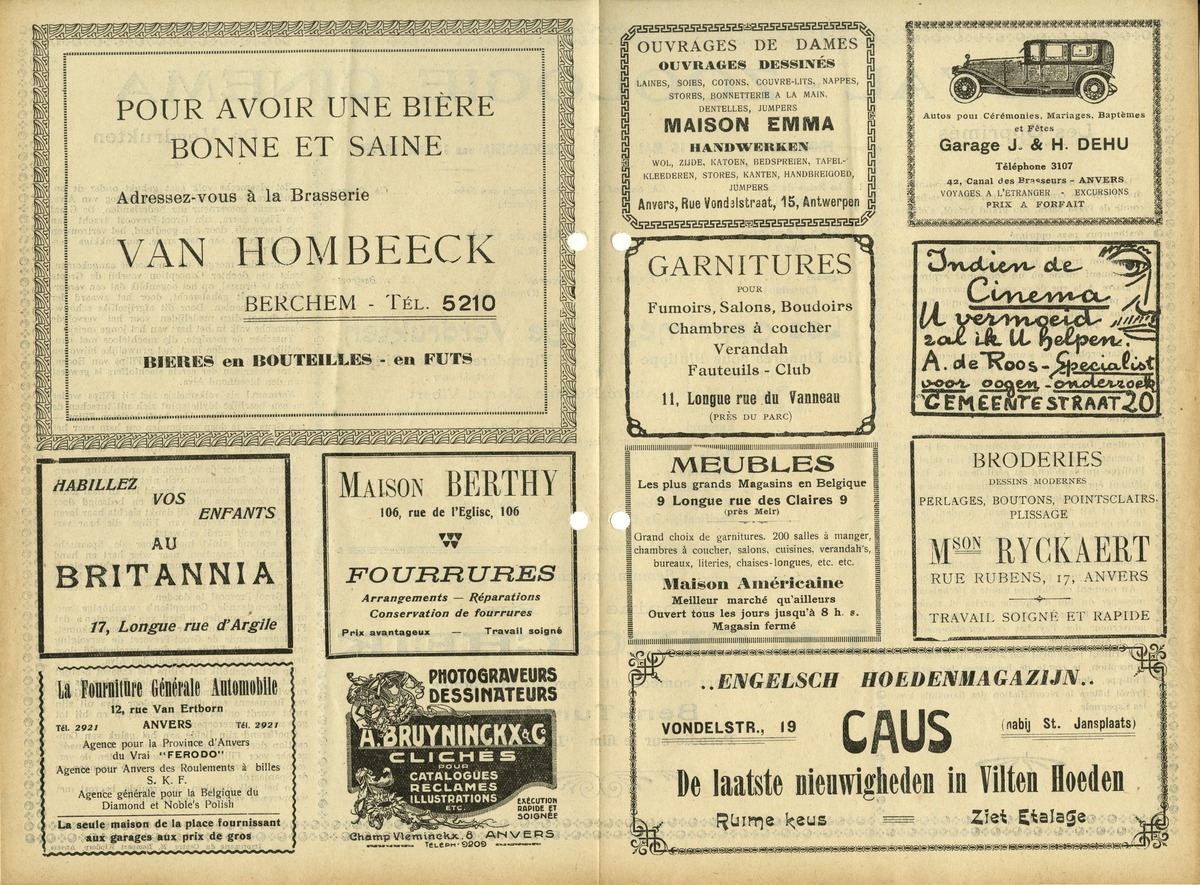 POUR AVOIR UNE BIÈRE
BONNE ET SAINE
Adressez-vous à la Brasserie
VAN HOMBEECK
BERCHEM - TÉL. 5210
BIERES en BOUTEILLES - en FUTS
HABILLEZ
VOS
ENFANTS
AU
BRITANNIA
17, Longue rue d'Argile
MAISON BERTHY
106, rue de l'Eglise, 106
FOURRURES
Arrangements — Réparations
Conservation de fourrures
Prix avantageux — Travail soigné
La Fourniture Générale Automobile
12, rue Van Ertborn
ANVERS
Tél. 2921 Tél. 2921
Agence pour la Province d'Anvers
du Vrai "FERODO"
Agence pour Anvers des Roulements à billes
S. K. F.
Agence générale pour la Belgique du
Diamond et Noble's Polish
La seule maison de la place fournissant
aux garages aux prix de gros
PHOTOGRAVEURS
DESSINATEURS
A. BRUYNINCKX & Co
CLICHÉS
POUR
CATALOGUES
RECLAMES
ILLUSTRATIONS
ETC.
EXÉCUTION
RAPIDE ET
SOIGNÉE
Champ Vleminckx, 8 ANVERS
TELEPH. 9209
OUVRAGES DE DAMES
OUVRAGES DESSINÉS
LAINES, SOIES, COTONS, COUVRE-LITS, NAPPES,
STORES, BONNETTERIE A LA MAIN,
DENTELLES, JUMPERS
MAISON EMMA
HANDWERKEN
WOL, ZIJDE, KATOEN, BEDSPREIEN, TAFEL-
KLEEDEREN, STORES, KANTEN, HANDBREIGOED,
JUMPERS
Anvers, Rue Vondelstraat, 15, Antwerpen
Autos pour Cérémonies, Mariages, Baptèmes
et Fêtes
Garage J. & H. DEHU
Téléphone 3107
42, Canal des Brasseurs - ANVERS
VOYAGES A L'ETRANGER - EXCURSIONS
PRIX A FORFAIT
GARNITURES
POUR
Fumoirs, Salons, Boudoirs
Chambres à coucher
Verandah
Fauteuils - Club
11, Longue rue du Vanneau
(PRÈS DU PARC)
Indien de
Cinema
U vermoeid
zal ik U helpen.
A. de Roos - Specialist
voor oogen-onderzoek
GEMEENTESTRAAT 20
MEUBLES
Les plus grands Magasins en Belgique
9 Longue rue des Claires 9
(près Meir)
Grand choix de garnitures. 200 salles à manger,
chambres à coucher, salons, cuisines, verandah's,
bureaux, literies, chaises-longues, etc. etc.
Maison Américaine
Meilleur marché qu'ailleurs
Ouvert tous les jours jusqu'à 8 h. s.
Magasin fermé
BRODERIES
DESSINS MODERNES
PERLAGES, BOUTONS, POINTSCLAIRS.
PLISSAGE
MSON RYCKAERT
RUE RUBENS, 17, ANVERS
TRAVAIL SOIGNÉ ET RAPIDE
..ENGELSCH HOEDENMAGAZIJN..
VONDELSTR., 19 CAUS (nabij St. Jansplaats)
De laatste nieuwigheden in Vilten Hoeden
Ruime keus Ziet Etalage